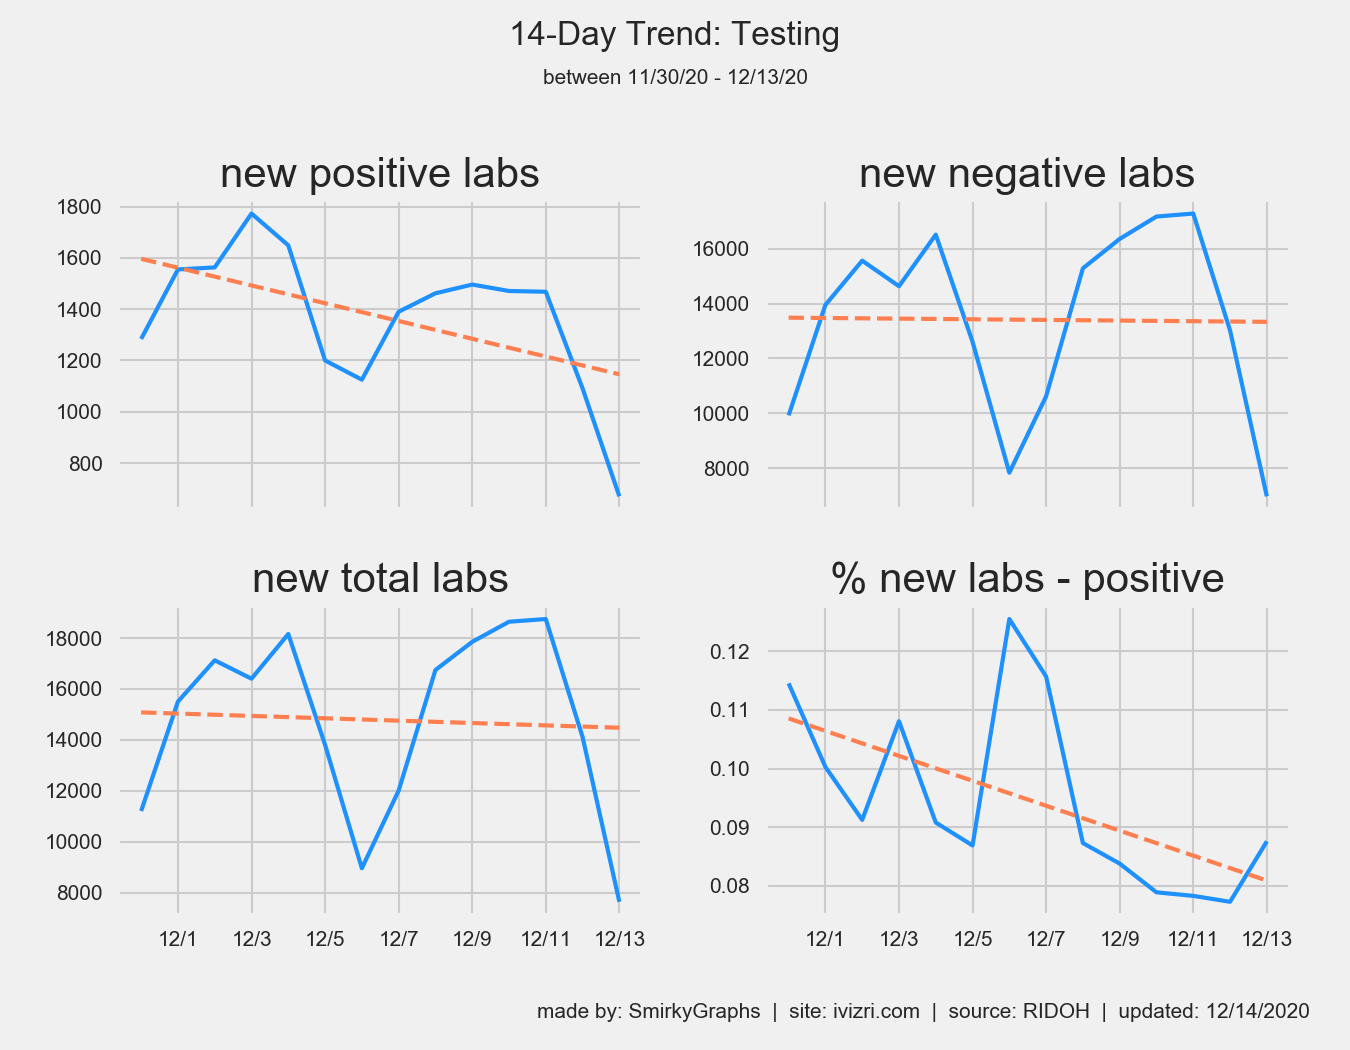 14-Day Trend: Testing
between 11/30/20 - 12/13/20
new positive labs
1800
1600
1400
1200
1000
800
new negative labs
16000
14000
12000
10000
8000
new total labs
18000
16000
14000
12000
10000
8000
12/1 12/3 12/5 12/7 12/9 12/11 12/13
% new labs - positive
0.12
0.11
0.10
0.09
0.08
12/1 12/3 12/5 12/7 12/9 12/11 12/13
made by: SmirkyGraphs | site: ivizri.com | source: RIDOH | updated: 12/14/2020